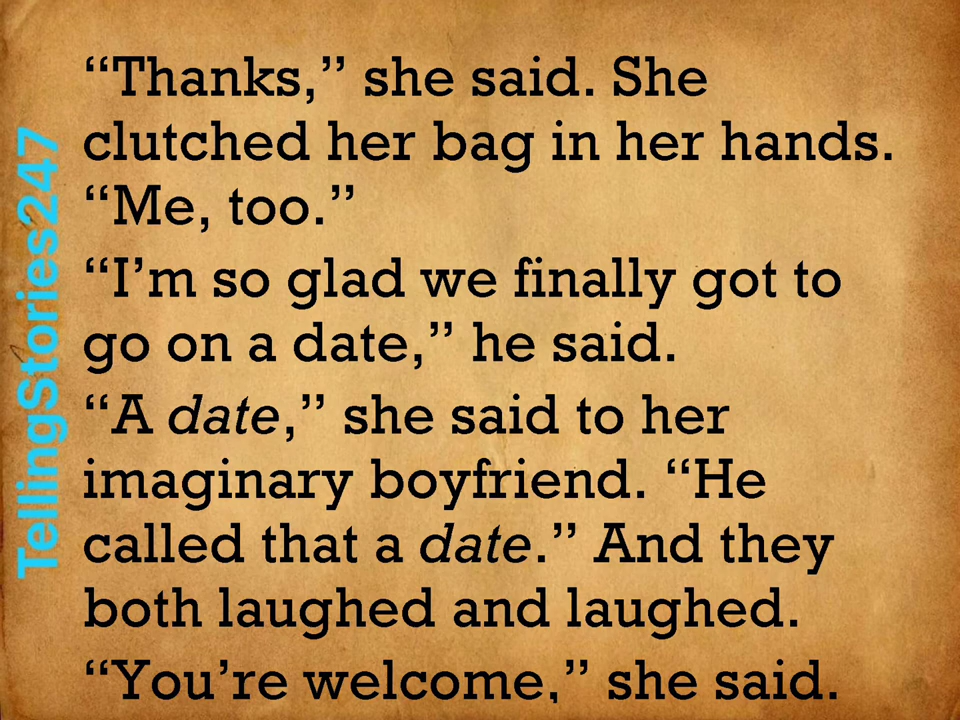 “Thanks,” she said. She
clutched her bag in her hands.
“Me, too.”
“I’m so glad we finally got to
go on a date,” he said.
“A date,” she said to her
imaginary boyfriend. “He
called that a date.” And they
both laughed and laughed.
“You’re welcome,” she said.
TellingStories247